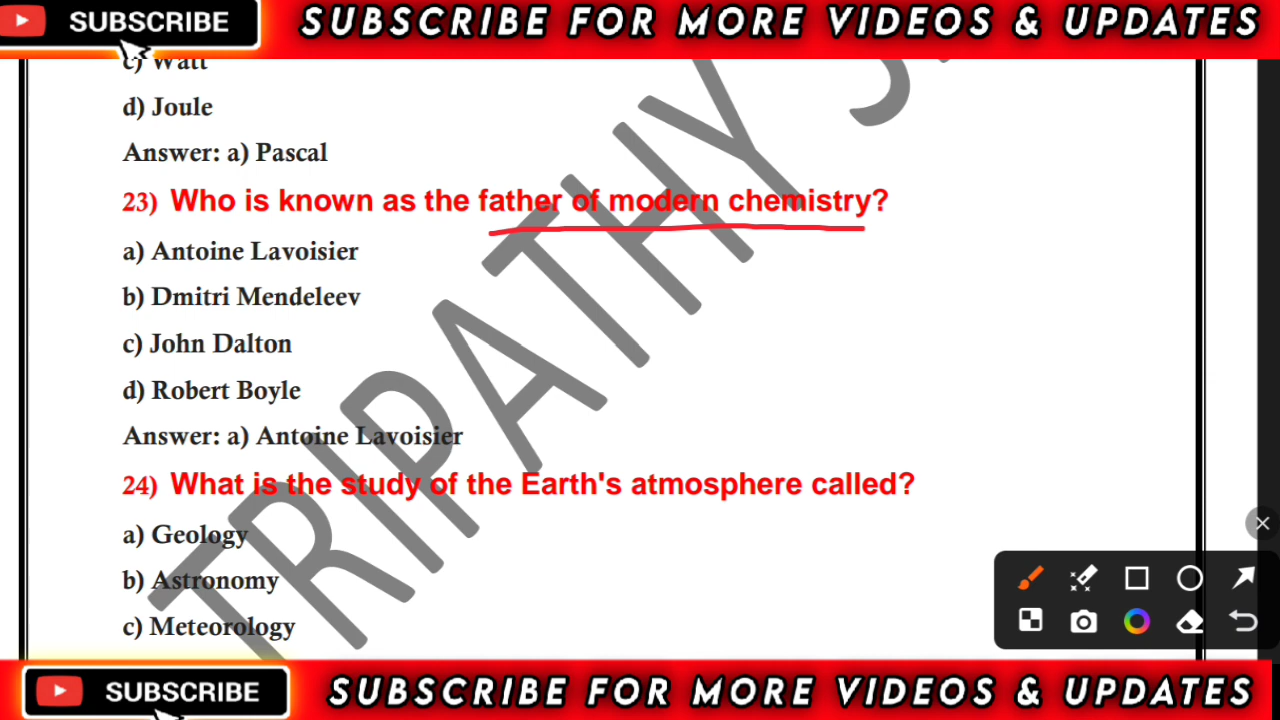 SUBSCRIBE SUBSCRIBE FOR MORE VIDEOS & UPDATES
c) Watt
d) Joule
Answer: a) Pascal
23) Who is known as the father of modern chemistry?
a) Antoine Lavoisier
b) Dmitri Mendeleev
c) John Dalton
d) Robert Boyle
Answer: a) Antoine Lavoisier
24) What is the study of the Earth's atmosphere called?
a) Geology
b) Astronomy
c) Meteorology
TRIPATHY
SUBSCRIBE SUBSCRIBE FOR MORE VIDEOS & UPDATES